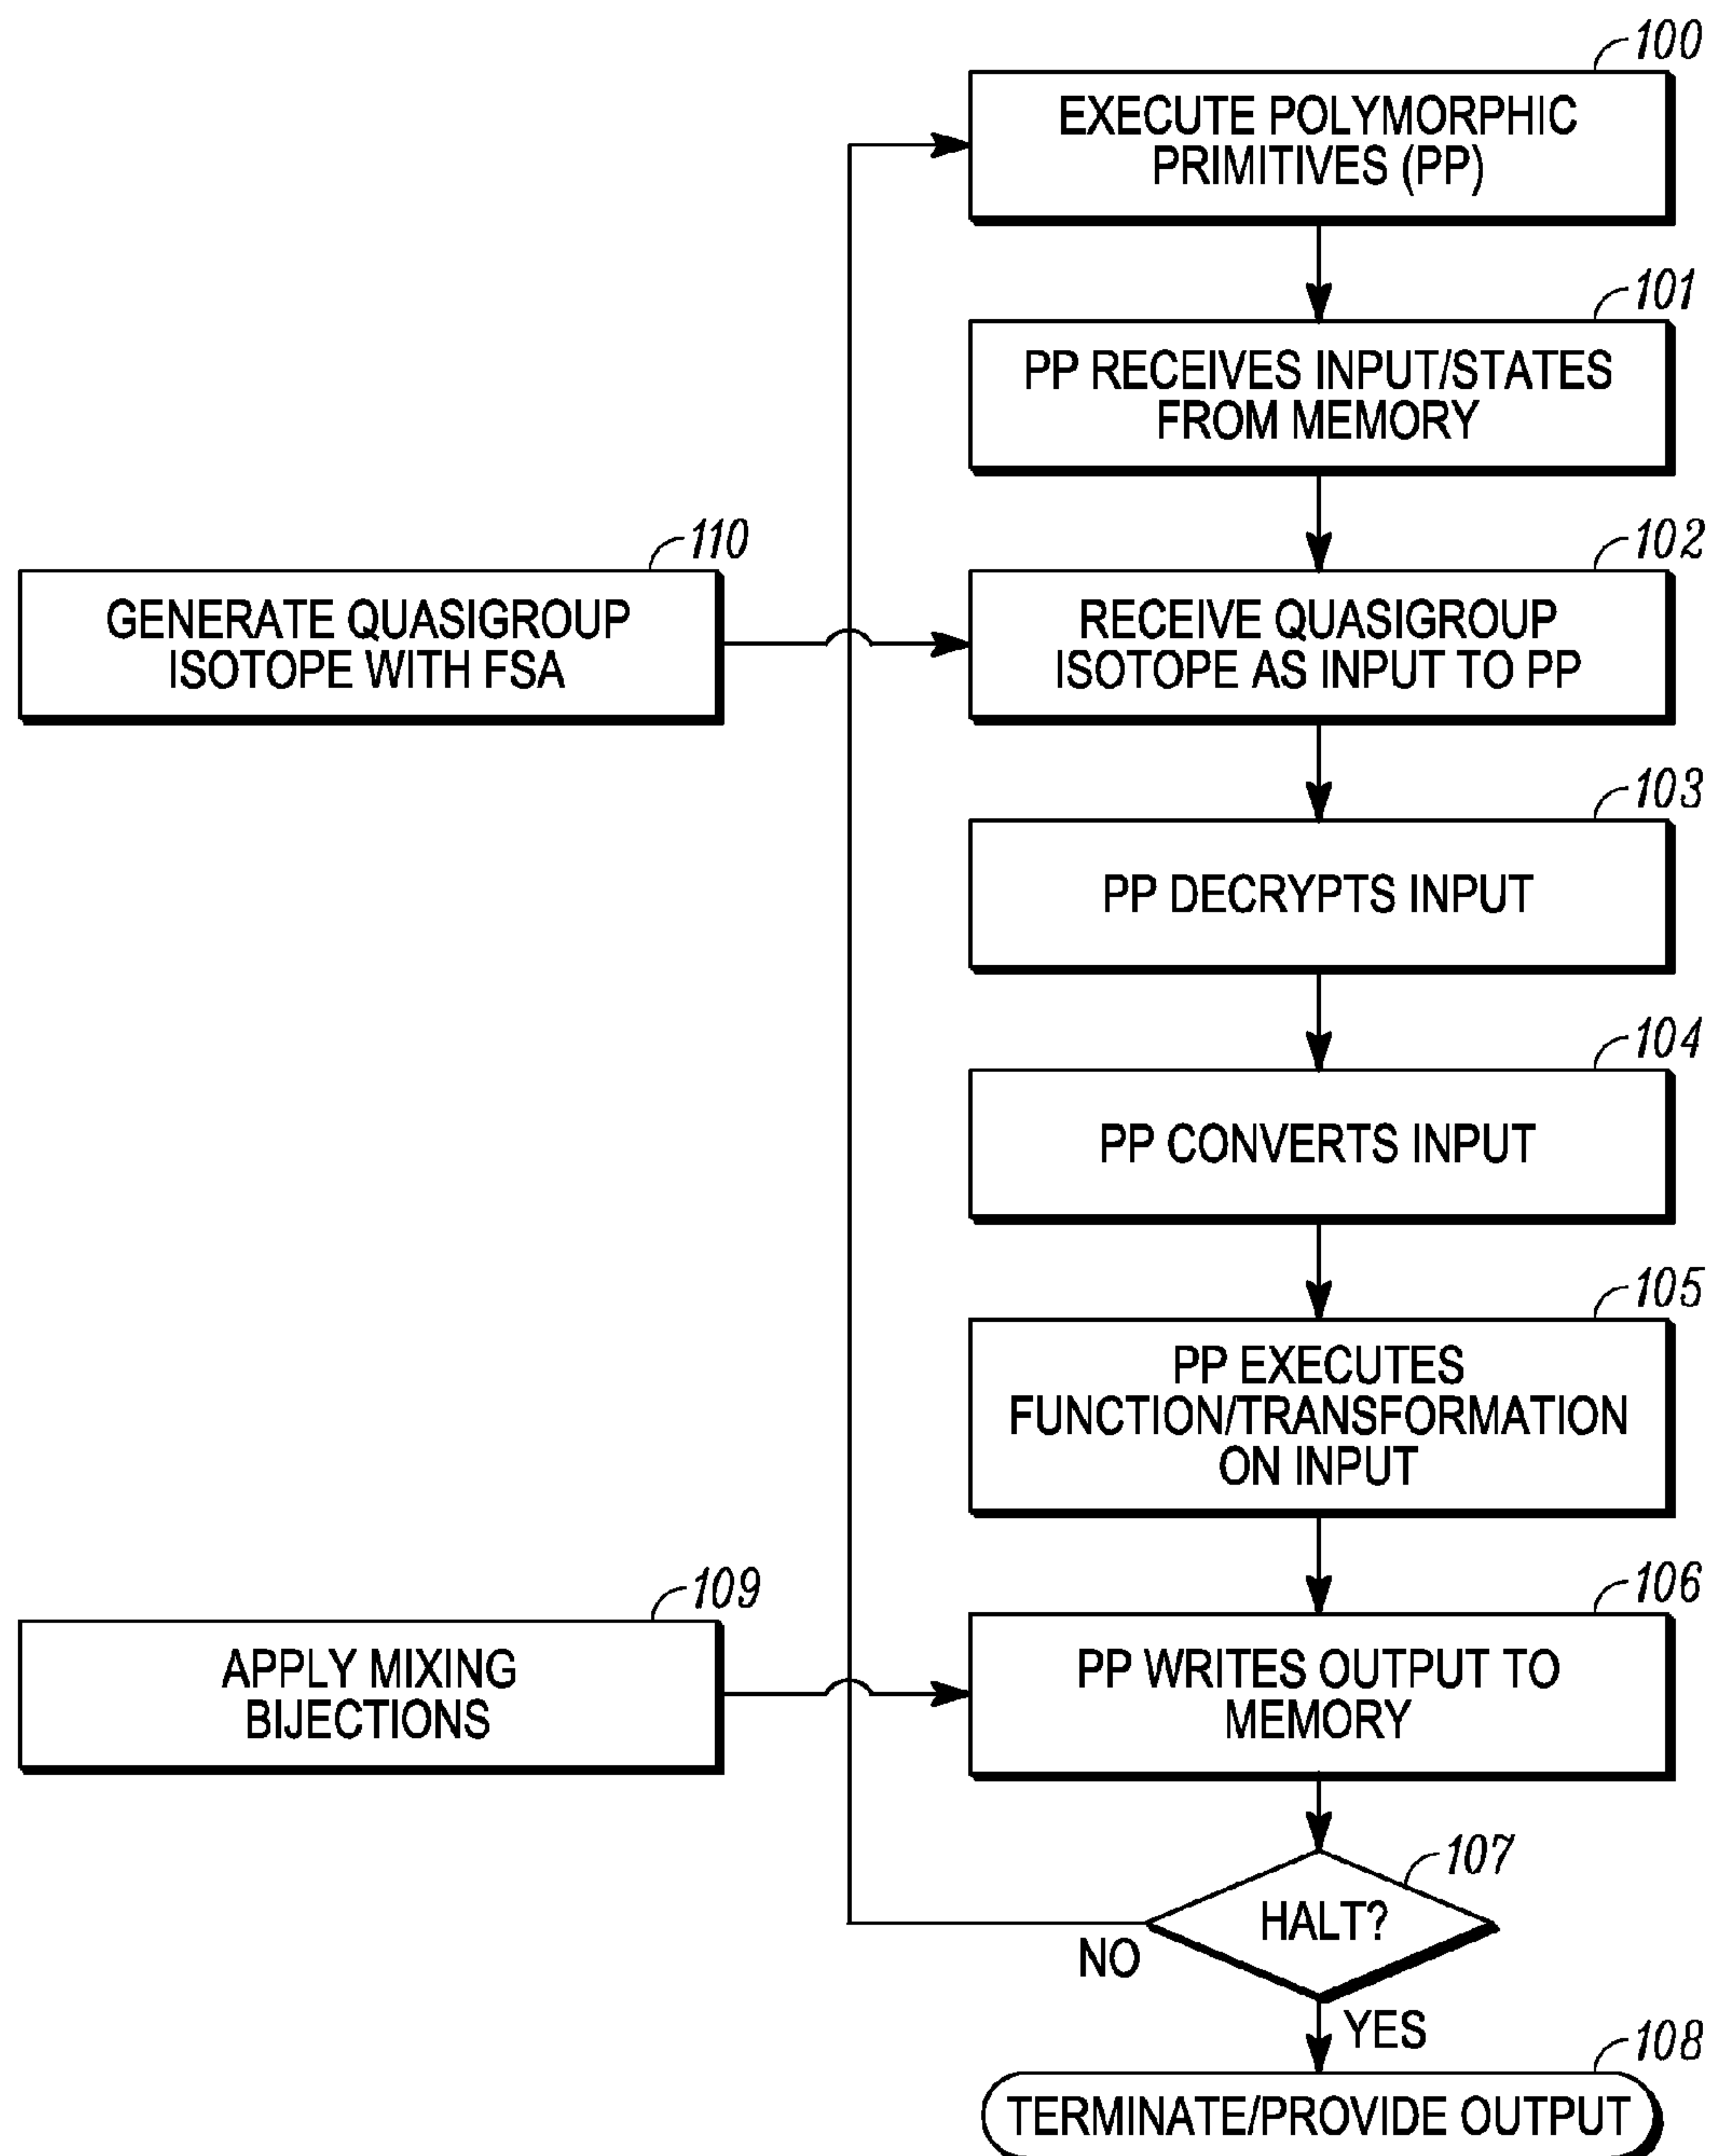 100
EXECUTE POLYMORPHIC
PRIMITIVES (PP)
101
PP RECEIVES INPUT/STATES
FROM MEMORY
110
GENERATE QUASIGROUP
ISOTOPE WITH FSA
102
RECEIVE QUASIGROUP
ISOTOPE AS INPUT TO PP
103
PP DECRYPTS INPUT
104
PP CONVERTS INPUT
105
PP EXECUTES
FUNCTION/TRANSFORMATION
ON INPUT
109
APPLY MIXING
BIJECTIONS
106
PP WRITES OUTPUT TO
MEMORY
107
HALT?
NO
YES
108
TERMINATE/PROVIDE OUTPUT